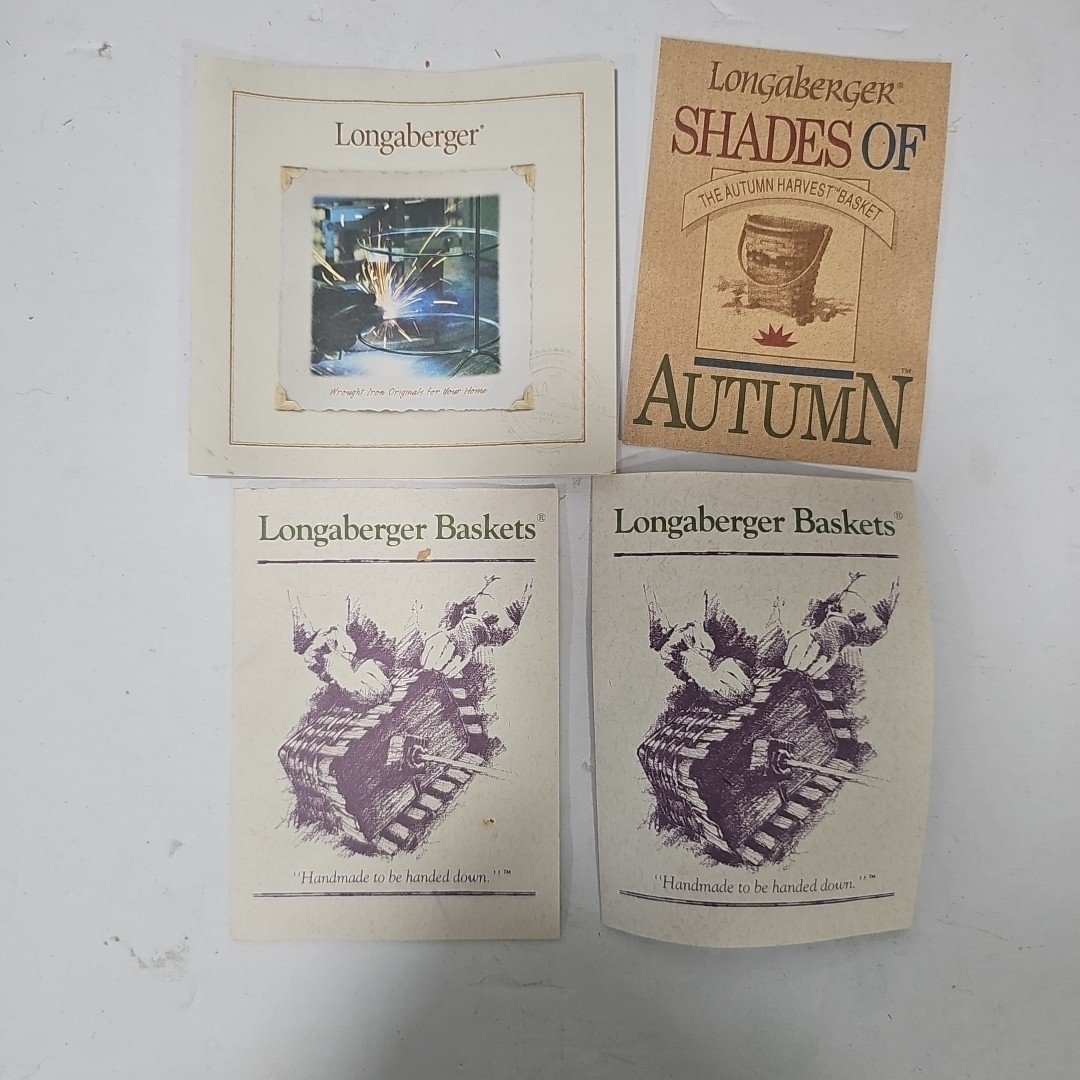 Longaberger®
Wrought Iron Originals for Your Home
Longaberger®
SHADES OF
THE AUTUMN HARVEST™ BASKET
AUTUMN™
Longaberger Baskets®
"Handmade to be handed down."™
Longaberger Baskets®
"Handmade to be handed down."™